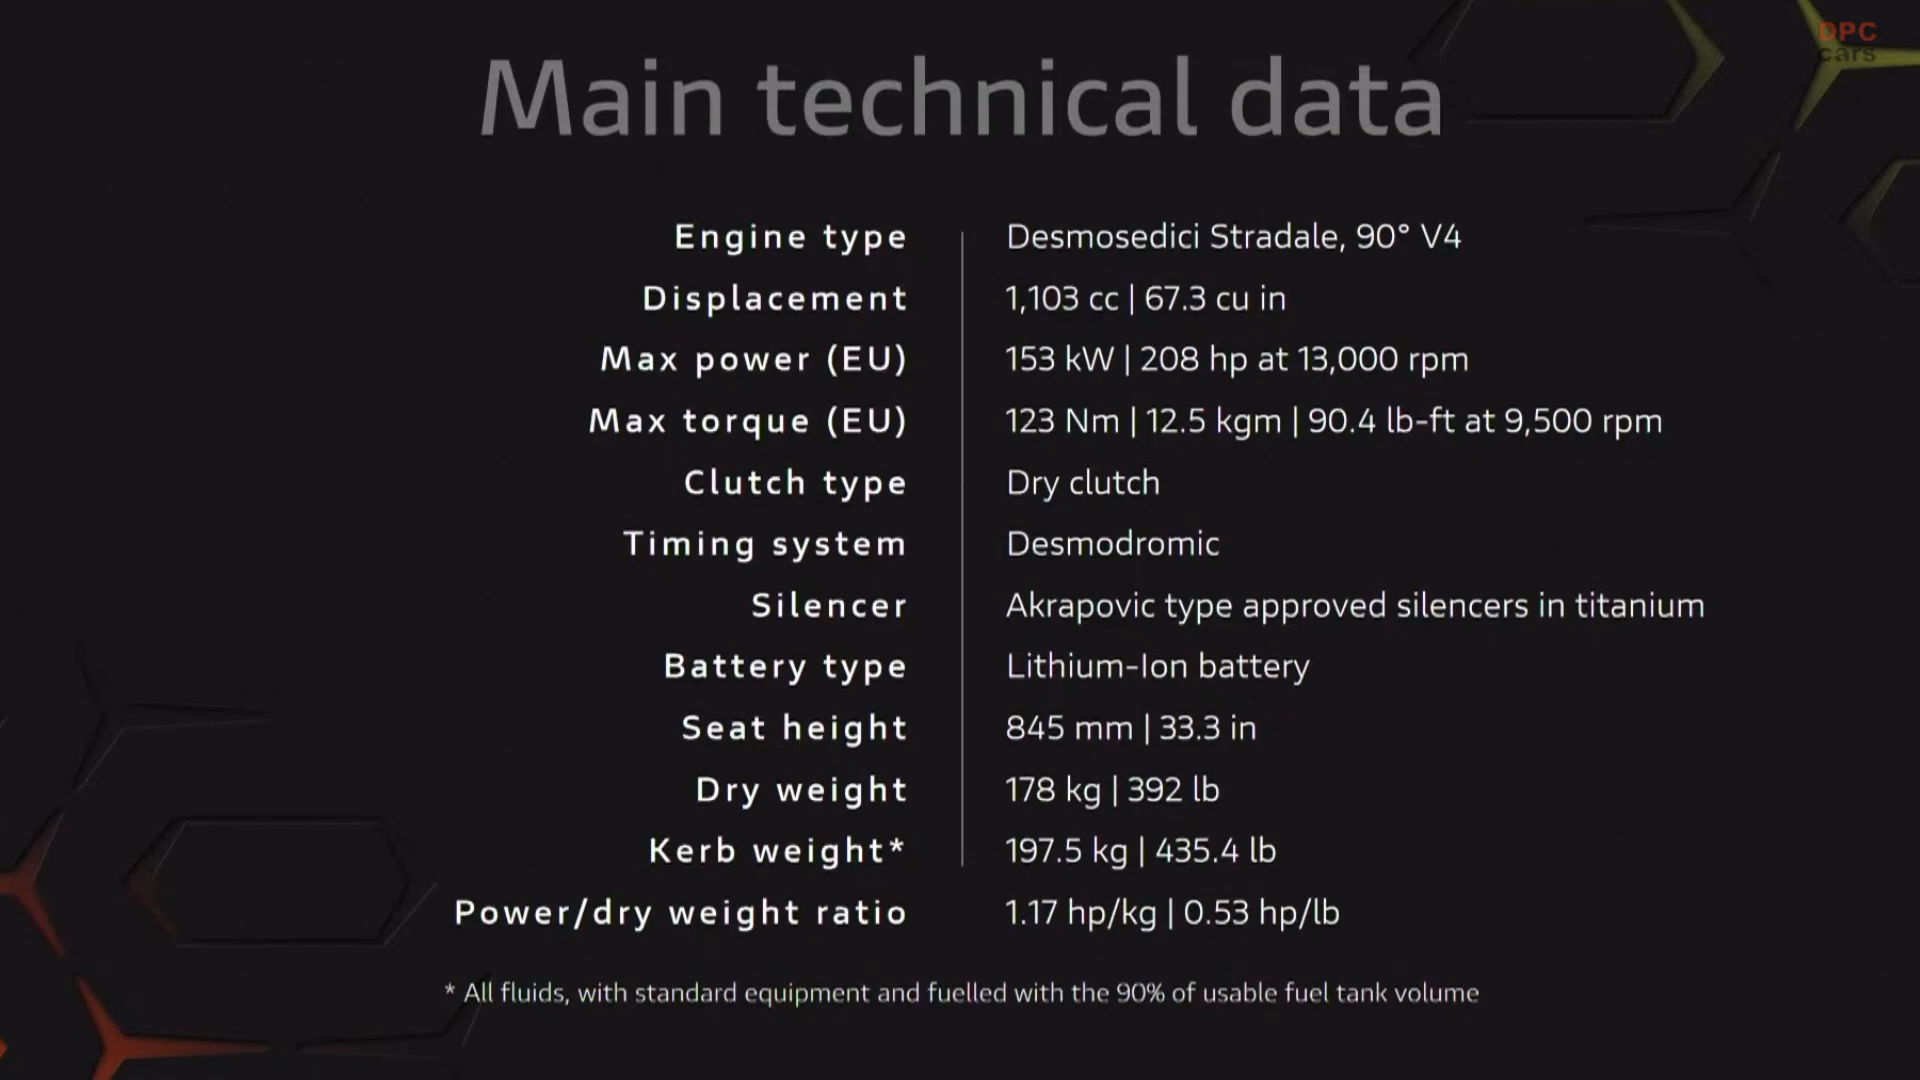 DPC
cars
Main technical data
Engine type Desmosedici Stradale, 90° V4
Displacement 1,103 cc | 67.3 cu in
Max power (EU) 153 kW | 208 hp at 13,000 rpm
Max torque (EU) 123 Nm | 12.5 kgm | 90.4 lb-ft at 9,500 rpm
Clutch type Dry clutch
Timing system Desmodromic
Silencer Akrapovic type approved silencers in titanium
Battery type Lithium-Ion battery
Seat height 845 mm | 33.3 in
Dry weight 178 kg | 392 lb
Kerb weight* 197.5 kg | 435.4 lb
Power/dry weight ratio 1.17 hp/kg | 0.53 hp/lb
* All fluids, with standard equipment and fuelled with the 90% of usable fuel tank volume